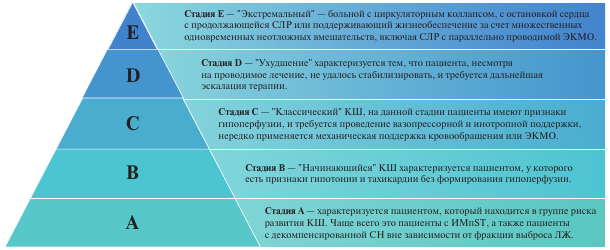 E
Стадия Е — "Экстремальный" — больной с циркуляторным коллапсом, с остановкой сердца
с продолжающейся СЛР или поддерживающий жизнеобеспечение за счет множественных
одновременных неотложных вмешательств, включая СЛР с параллельно проводимой ЭКМО.
D
Стадия D — "Ухудшение" характеризуется тем, что пациента, несмотря
на проводимое лечение, не удалось стабилизировать, и требуется дальнейшая
эскалация терапии.
C
Стадия С — "Классический" КШ, на данной стадии пациенты имеют признаки
гипоперфузии, и требуется проведение вазопрессорной и инотропной поддержки,
нередко применяется механическая поддержка кровообращения или ЭКМО.
B
Стадия В — "Начинающийся" КШ характеризуется пациентом, у которого
есть признаки гипотонии и тахикардии без формирования гипоперфузии.
A
Стадия А — характеризуется пациентом, который находится в группе риска
развития КШ. Чаще всего это пациенты с ИМпST, а также пациенты
с декомпенсированной СН вне зависимости от фракции выброса ЛЖ.